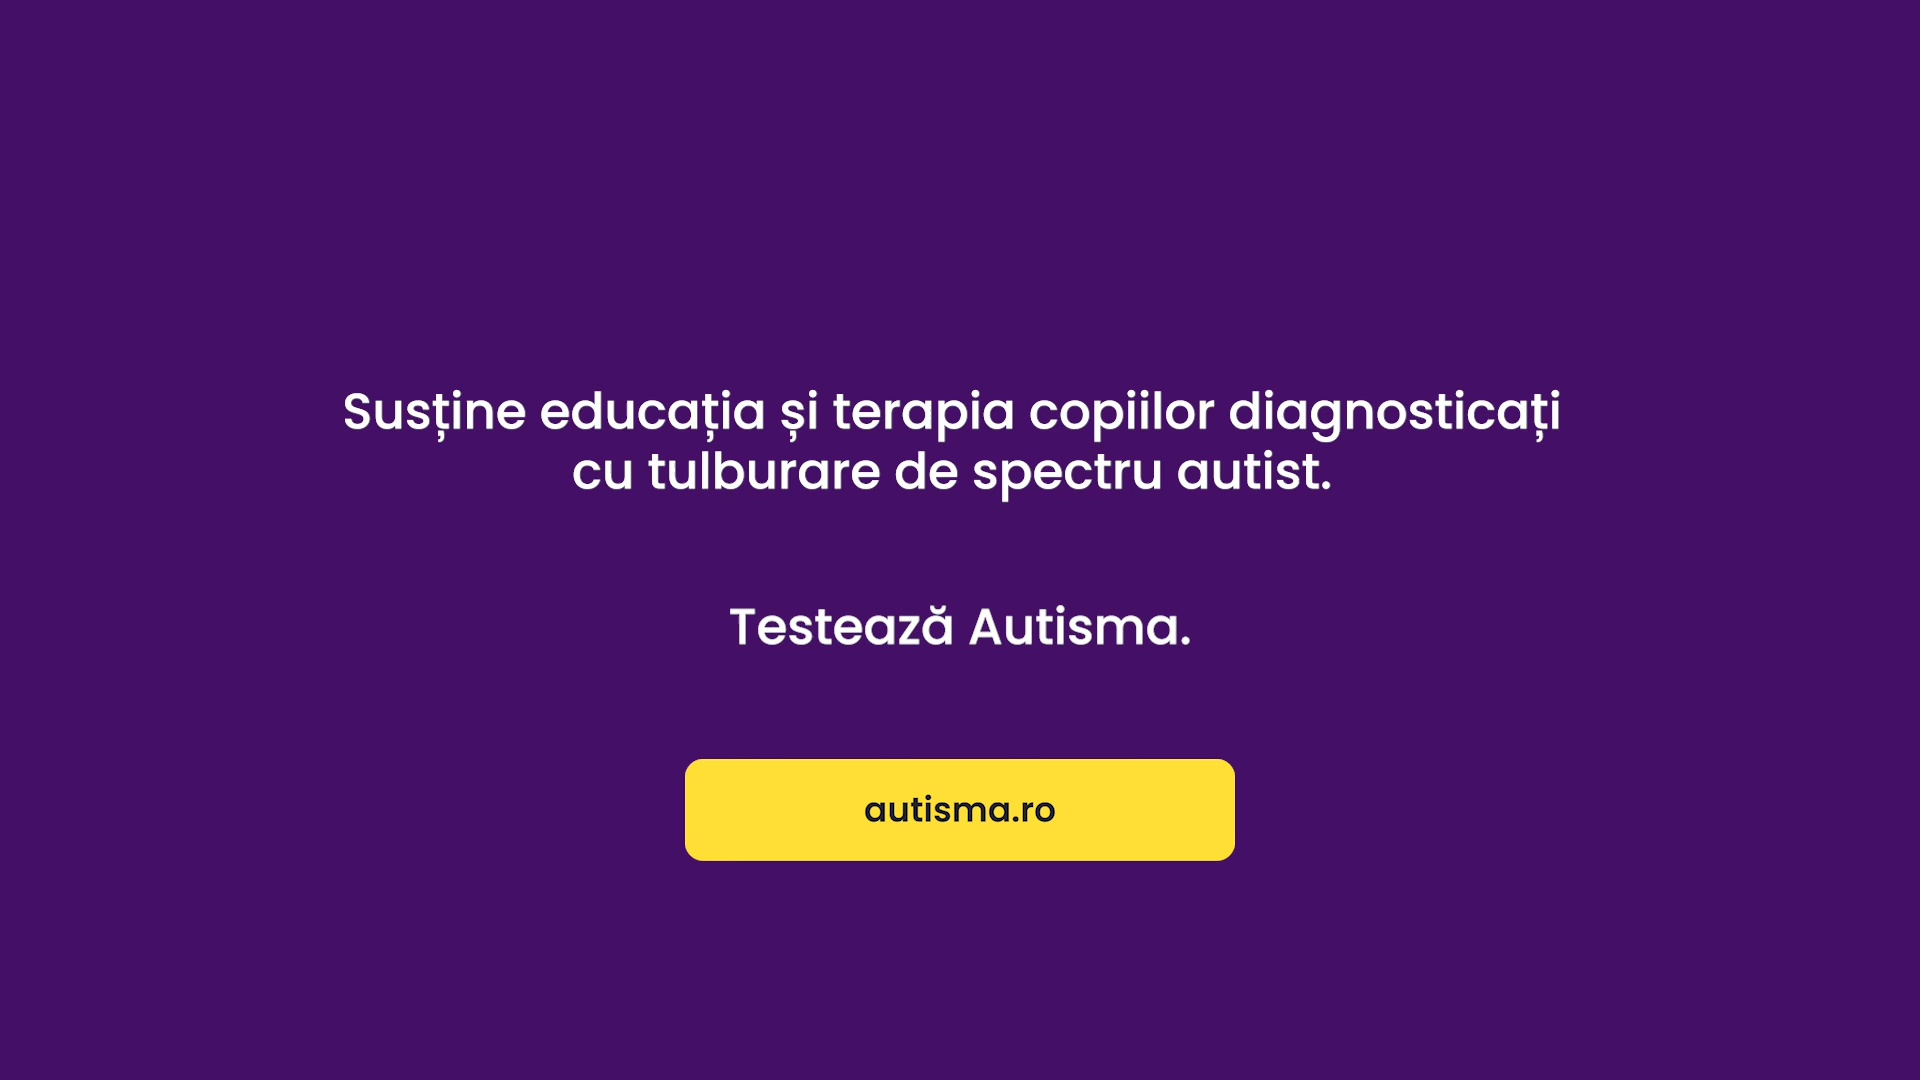 Susține educația și terapia copiilor diagnosticați
cu tulburare de spectru autist.
Testează Autisma.
autisma.ro